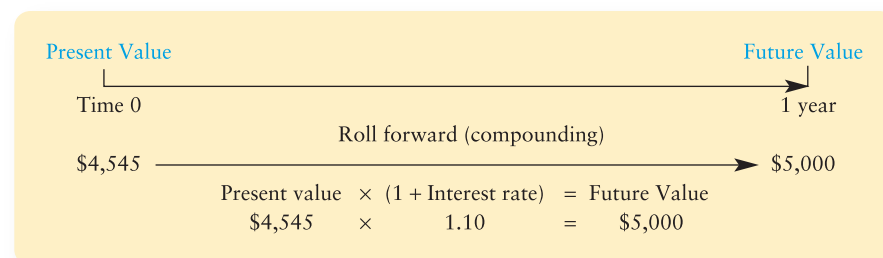 Present Value Future Value
Time 0 1 year
Roll forward (compounding)
$4,545 $5,000
Present value × (1 + Interest rate) = Future Value
$4,545 × 1.10 = $5,000